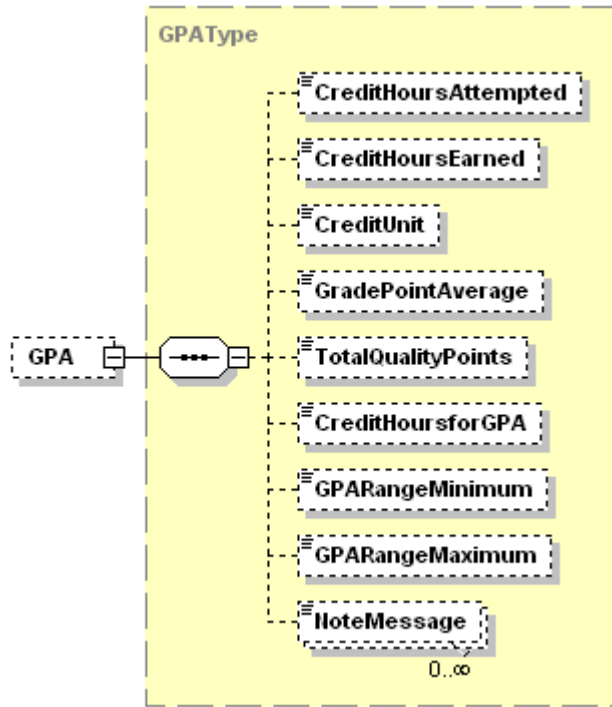 GPAType
CreditHoursAttempted
CreditHoursEarned
CreditUnit
GradePointAverage
GPA
TotalQualityPoints
CreditHoursforGPA
GPARangeMinimum
GPARangeMaximum
NoteMessage
0..∞